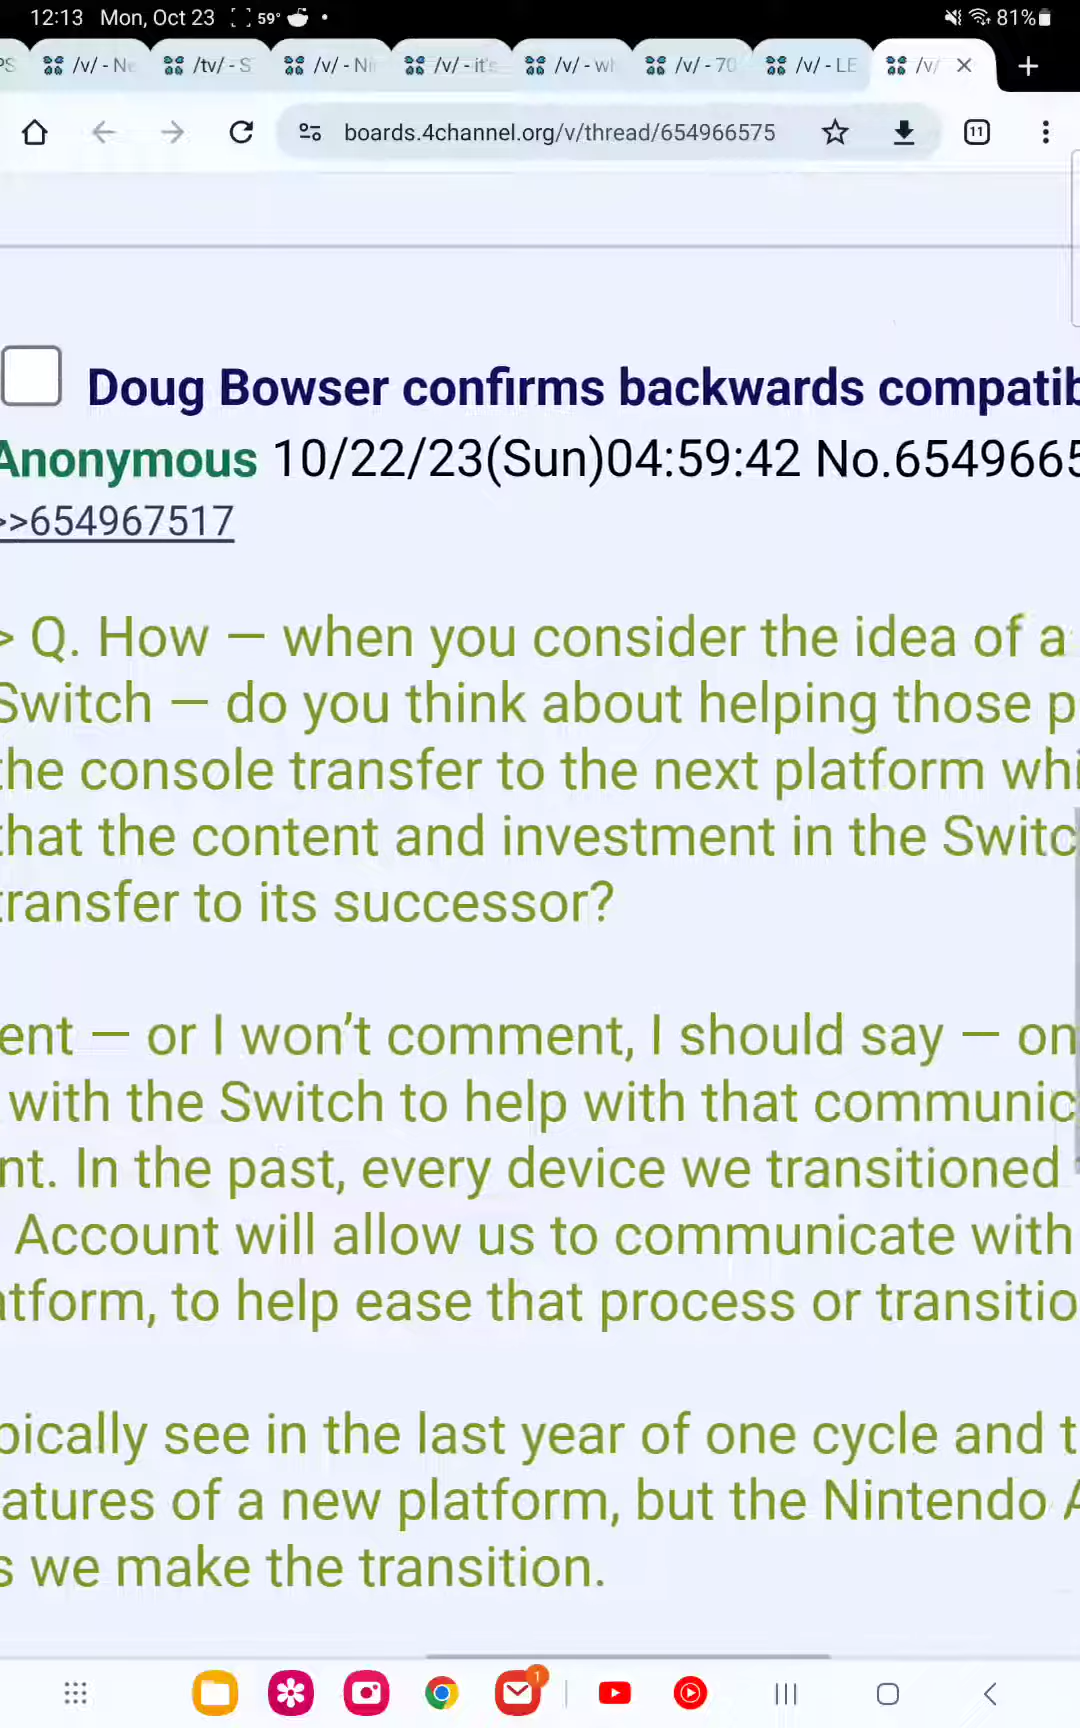 12:13 Mon, Oct 23 59°
81%
/v/ - Ne /tv/ - S /v/ - Ni /v/ - it's /v/ - wh /v/ - 70 /v/ - LE /v/
boards.4channel.org/v/thread/654966575
11
Doug Bowser confirms backwards compatib
Anonymous 10/22/23(Sun)04:59:42 No.6549665
>>654967517
> Q. How — when you consider the idea of a
Switch — do you think about helping those p
the console transfer to the next platform whi
that the content and investment in the Switc
transfer to its successor?
ent — or I won't comment, I should say — on
with the Switch to help with that communic
nt. In the past, every device we transitioned
Account will allow us to communicate with
atform, to help ease that process or transitio
pically see in the last year of one cycle and t
atures of a new platform, but the Nintendo A
s we make the transition.
1